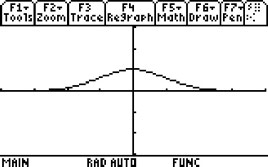 F1▾ F2▾ F3 F4 F5▾ F6▾ F7▾
Tools Zoom Trace ReGraph Math Draw Pen
MAIN RAD AUTO FUNC